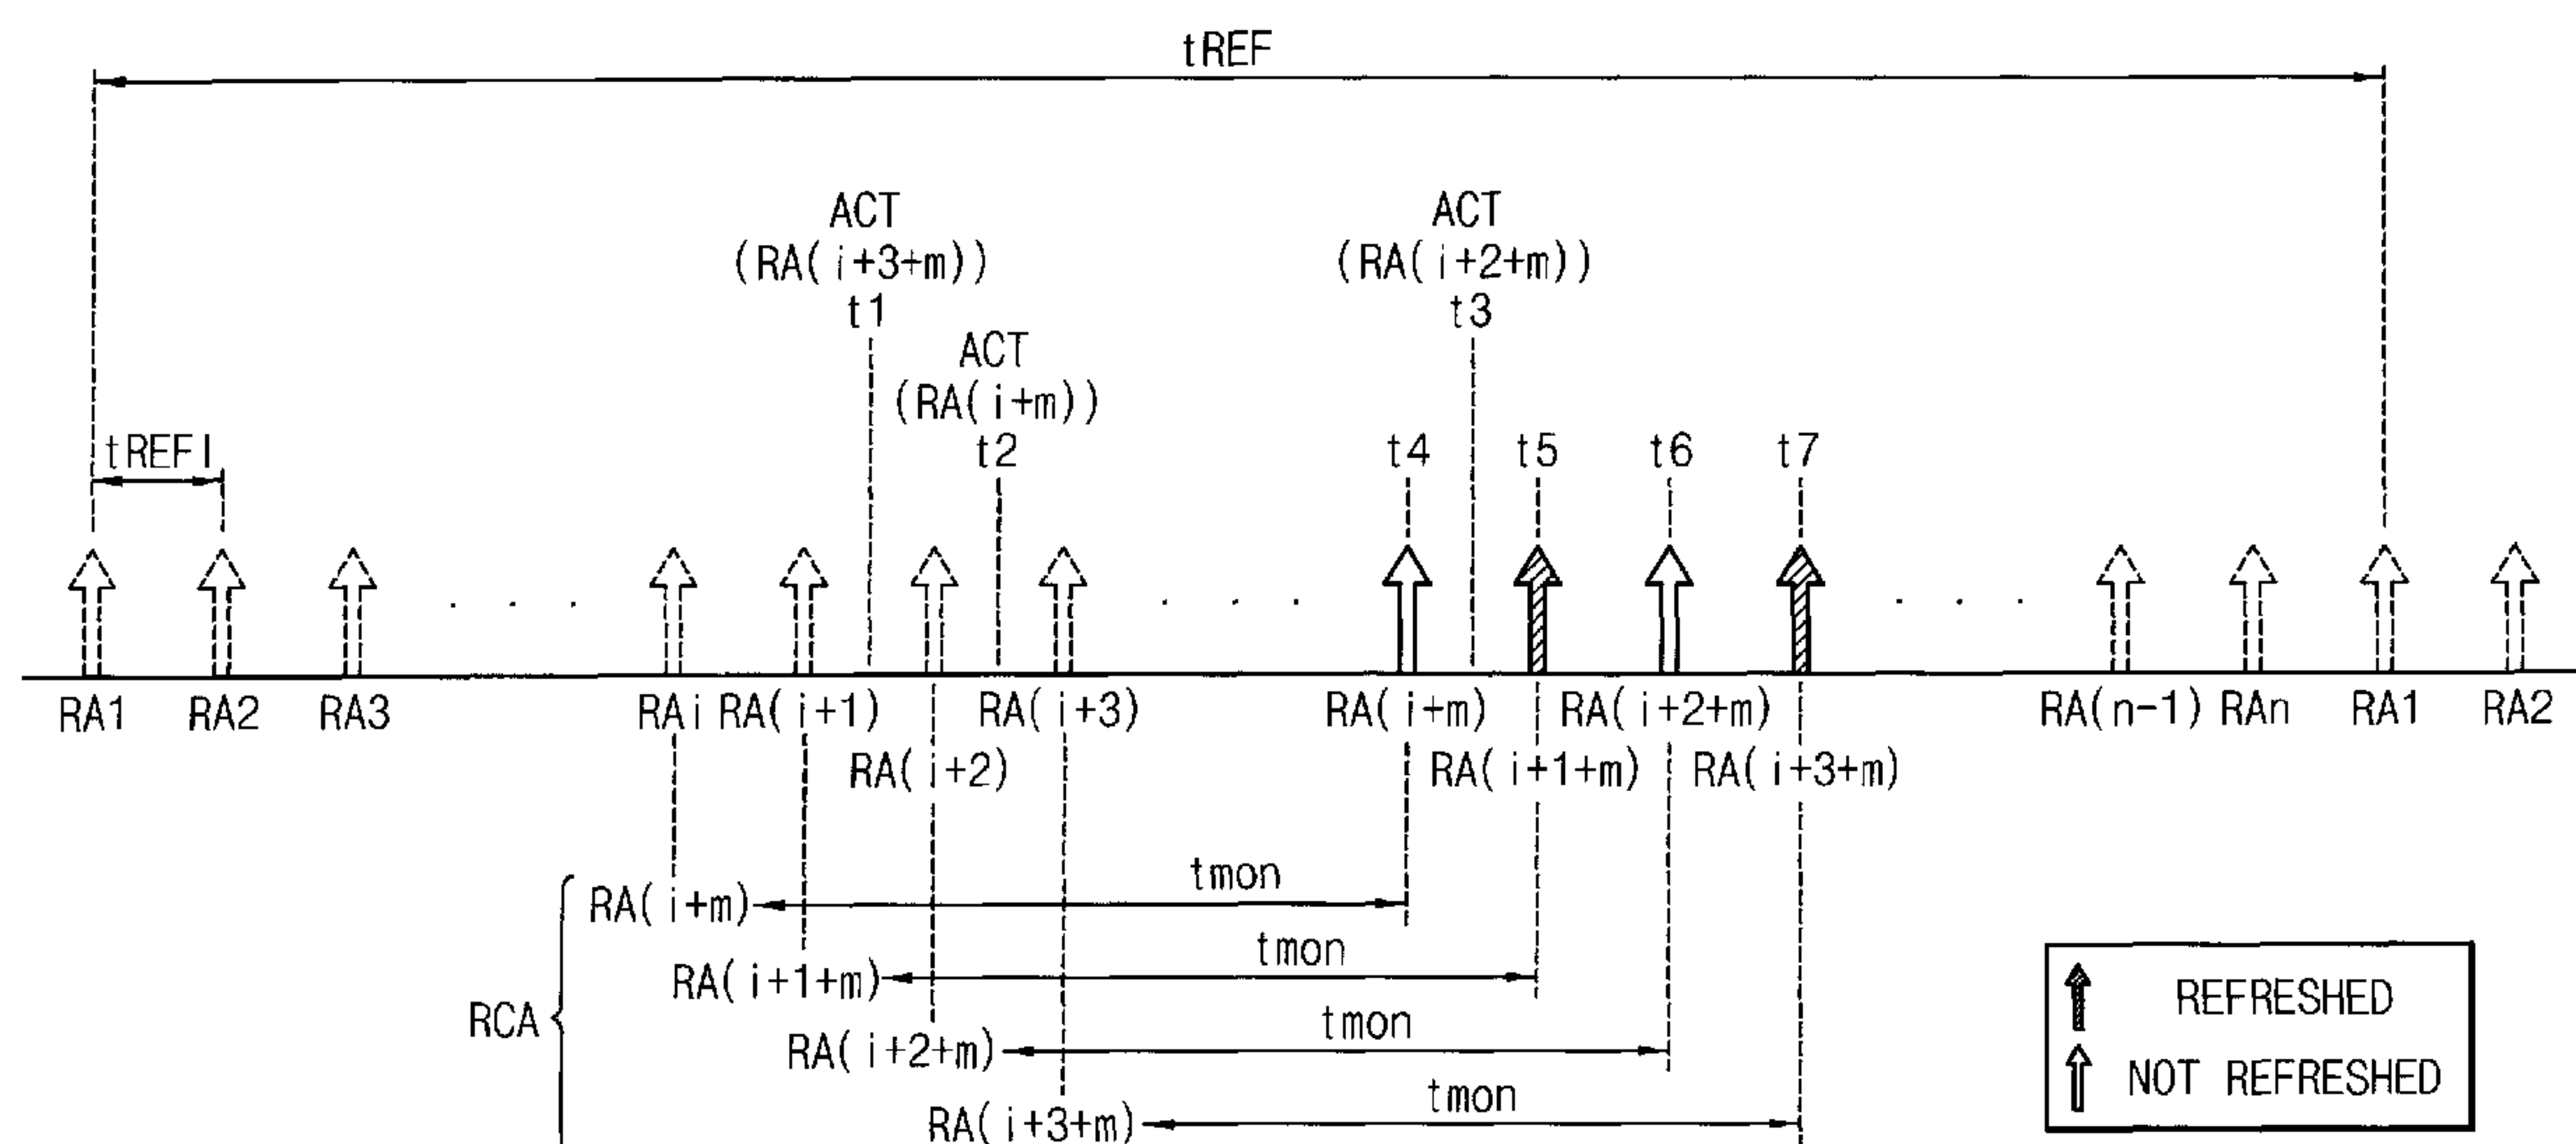 tREF
ACT
(RA(i+3+m))
t1
ACT
(RA(i+2+m))
t3
ACT
(RA(i+m))
t2
tREFI
t4
t5
t6
t7
. . .
. . .
. . .
RA1
RA2
RA3
RAi
RA(i+1)
RA(i+3)
RA(i+m)
RA(i+2+m)
RA(n-1)
RAn
RA1
RA2
RA(i+2)
RA(i+1+m)
RA(i+3+m)
RCA
RA(i+m)
tmon
RA(i+1+m)
tmon
RA(i+2+m)
tmon
RA(i+3+m)
tmon
REFRESHED
NOT REFRESHED